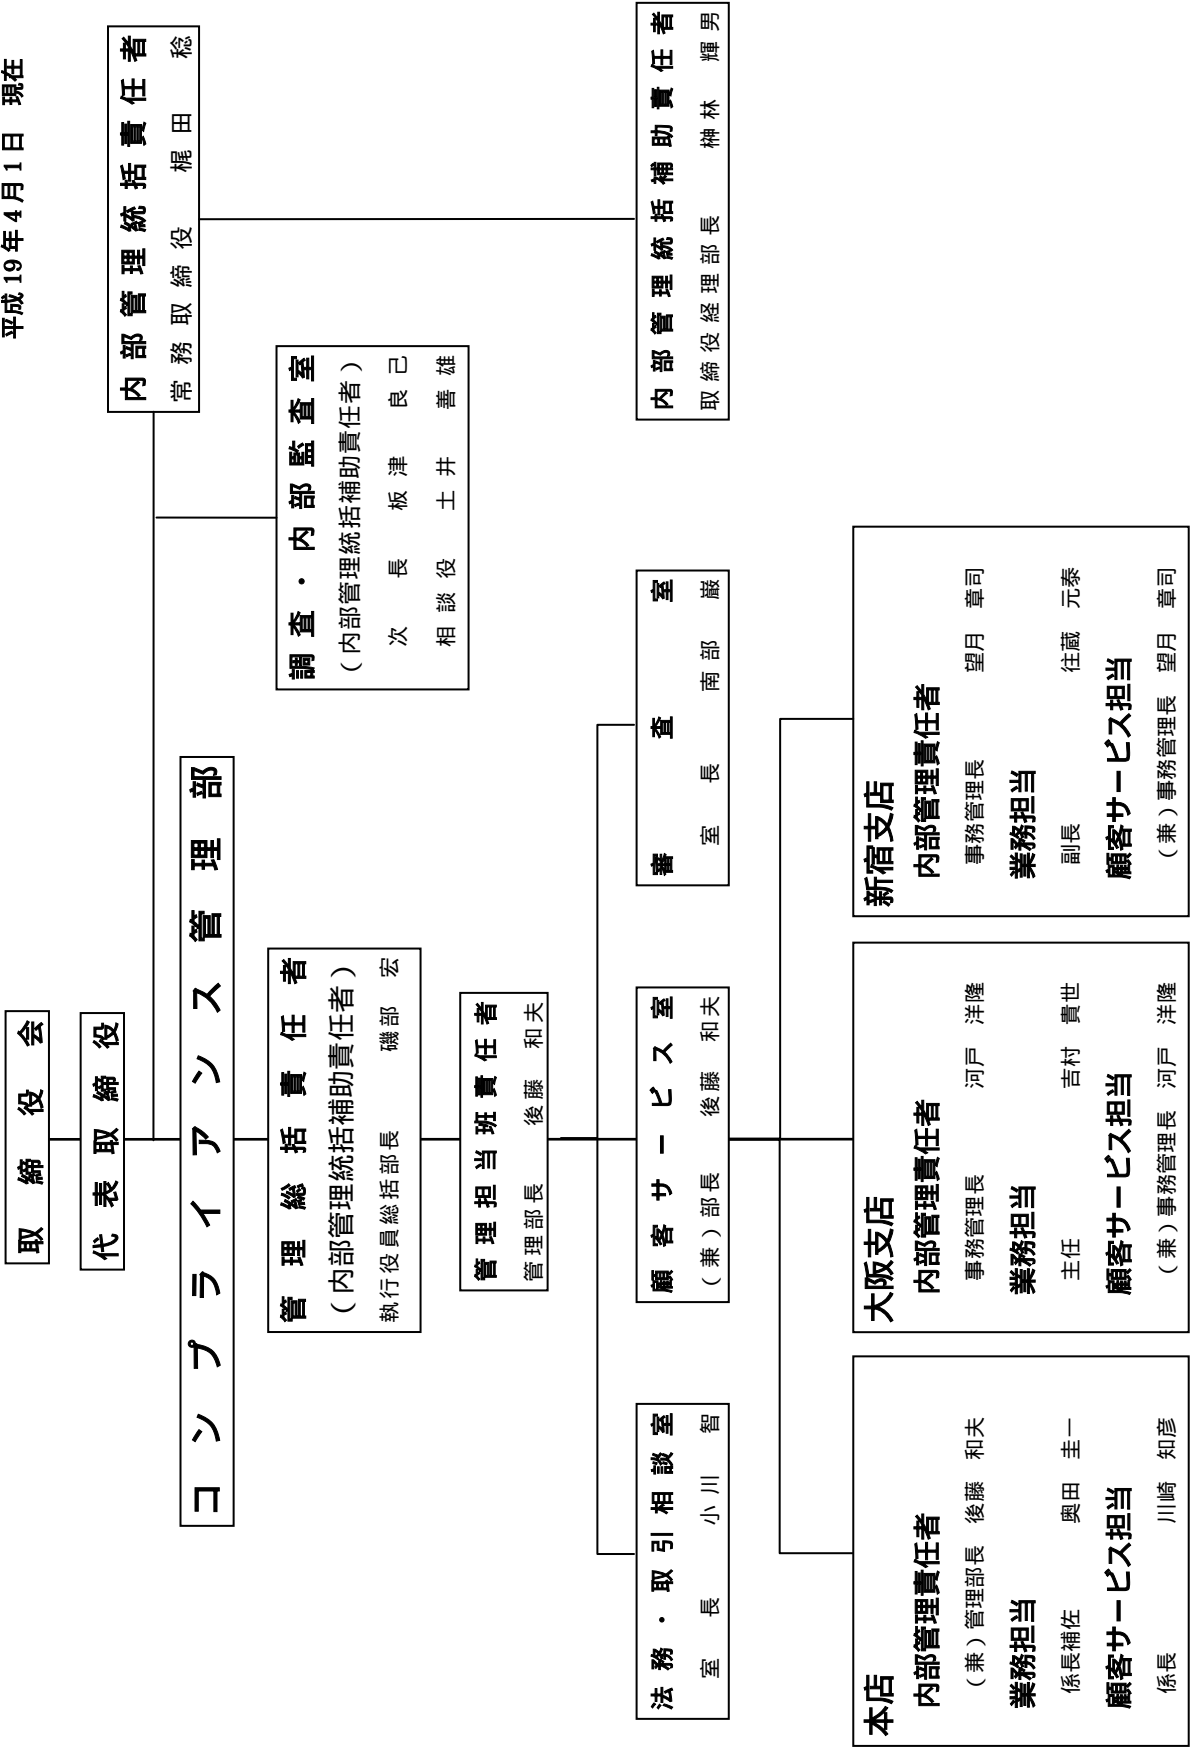 平成19年4月1日　現在
取締役会
代表取締役
内部管理統括責任者
常務取締役　梶田　稔
コンプライアンス管理部
調査・内部監査室
（内部管理統括補助責任者）
次長　板津　良己
相談役　土井　善雄
管理総括責任者
（内部管理統括補助責任者）
執行役員総括部長　磯部　宏
管理担当班責任者
管理部長　後藤　和夫
内部管理統括補助責任者
取締役経理部長　榊林　輝男
法務・取引相談室
室長　小川　智
顧客サービス室
（兼）部長　後藤　和夫
審査室
室長　南部　巌
本店
内部管理責任者
（兼）管理部長　後藤　和夫
業務担当
係長補佐　奥田　圭一
顧客サービス担当
係長　川崎　知彦
大阪支店
内部管理責任者
事務管理長　河戸　洋隆
業務担当
主任　吉村　貴世
顧客サービス担当
（兼）事務管理長　河戸　洋隆
新宿支店
内部管理責任者
事務管理長　望月　章司
業務担当
副長　往蔵　元泰
顧客サービス担当
（兼）事務管理長　望月　章司